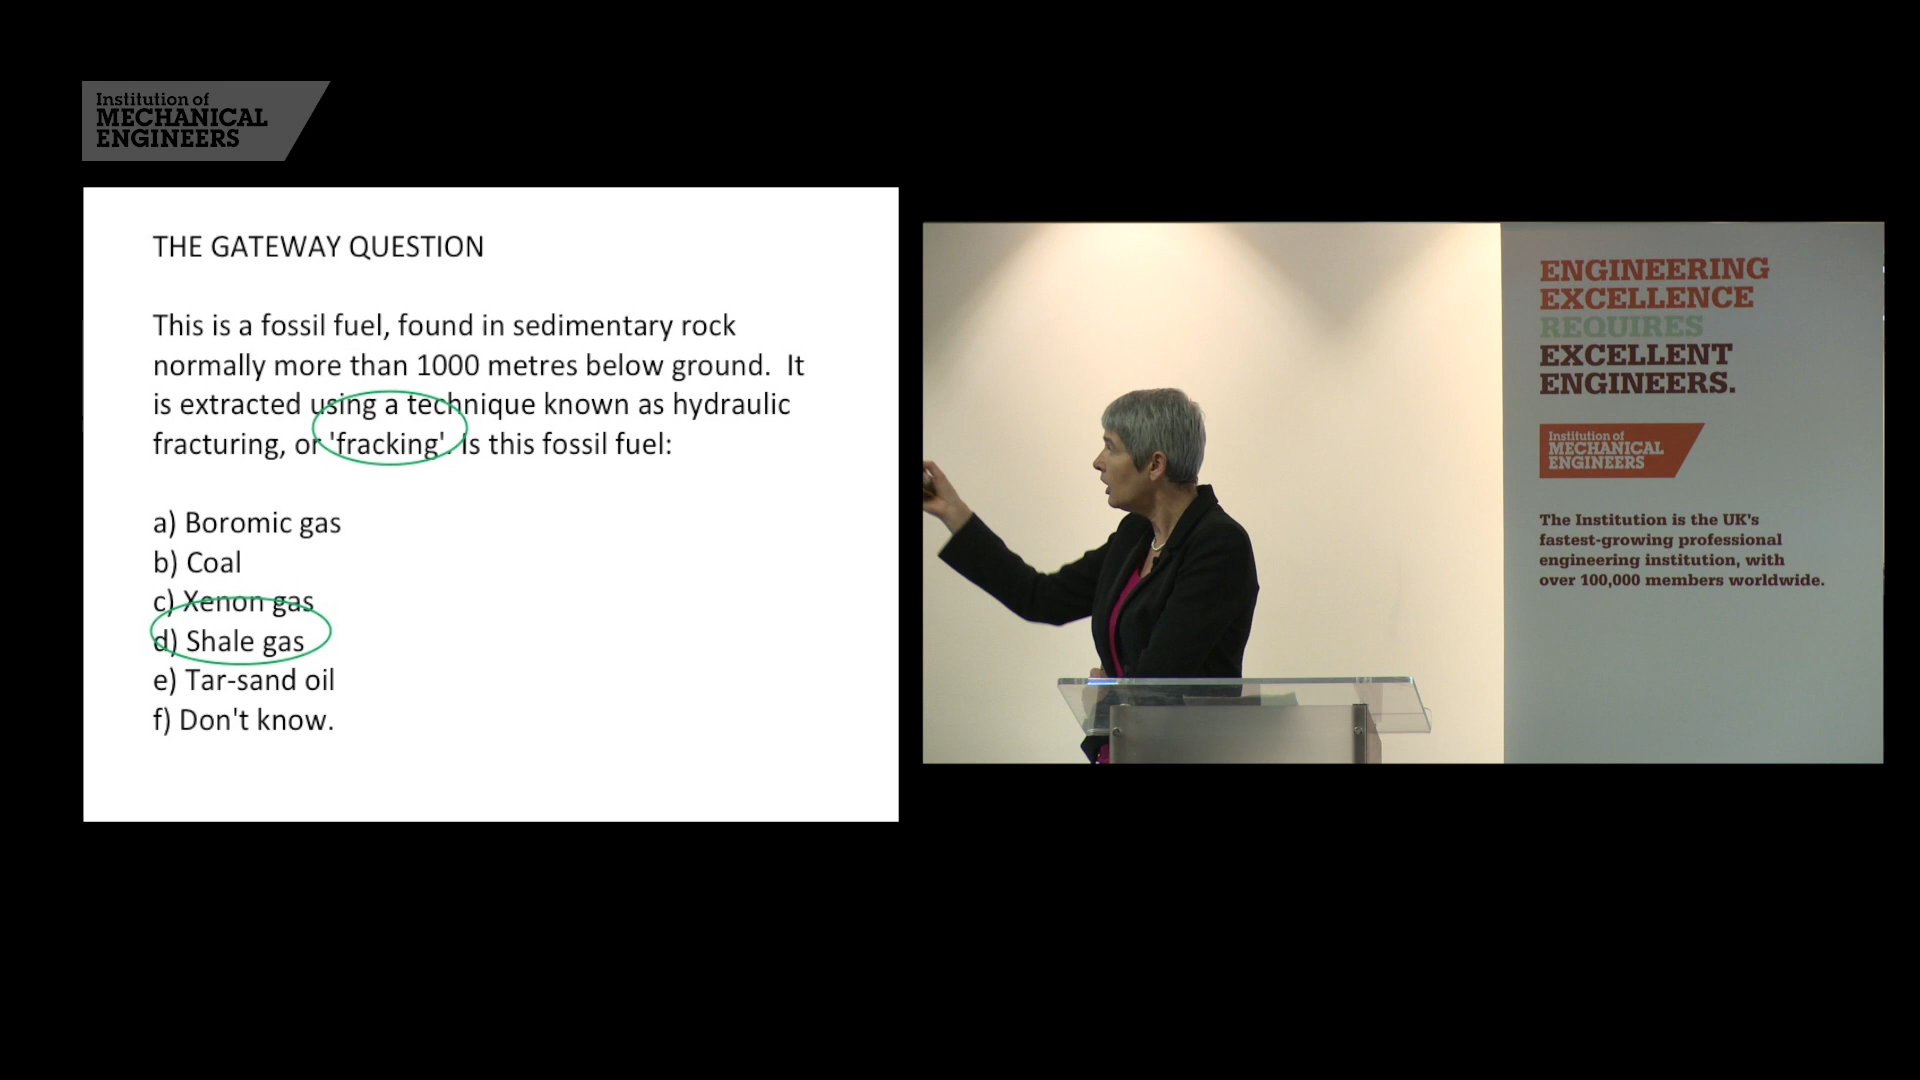 Institution of
MECHANICAL
ENGINEERS
THE GATEWAY QUESTION
This is a fossil fuel, found in sedimentary rock
normally more than 1000 metres below ground.  It
is extracted using a technique known as hydraulic
fracturing, or 'fracking'. Is this fossil fuel:
a) Boromic gas
b) Coal
c) Xenon gas
d) Shale gas
e) Tar-sand oil
f) Don't know.
ENGINEERING
EXCELLENCE
REQUIRES
EXCELLENT
ENGINEERS.
Institution of
MECHANICAL
ENGINEERS
The Institution is the UK's
fastest-growing professional
engineering institution, with
over 100,000 members worldwide.